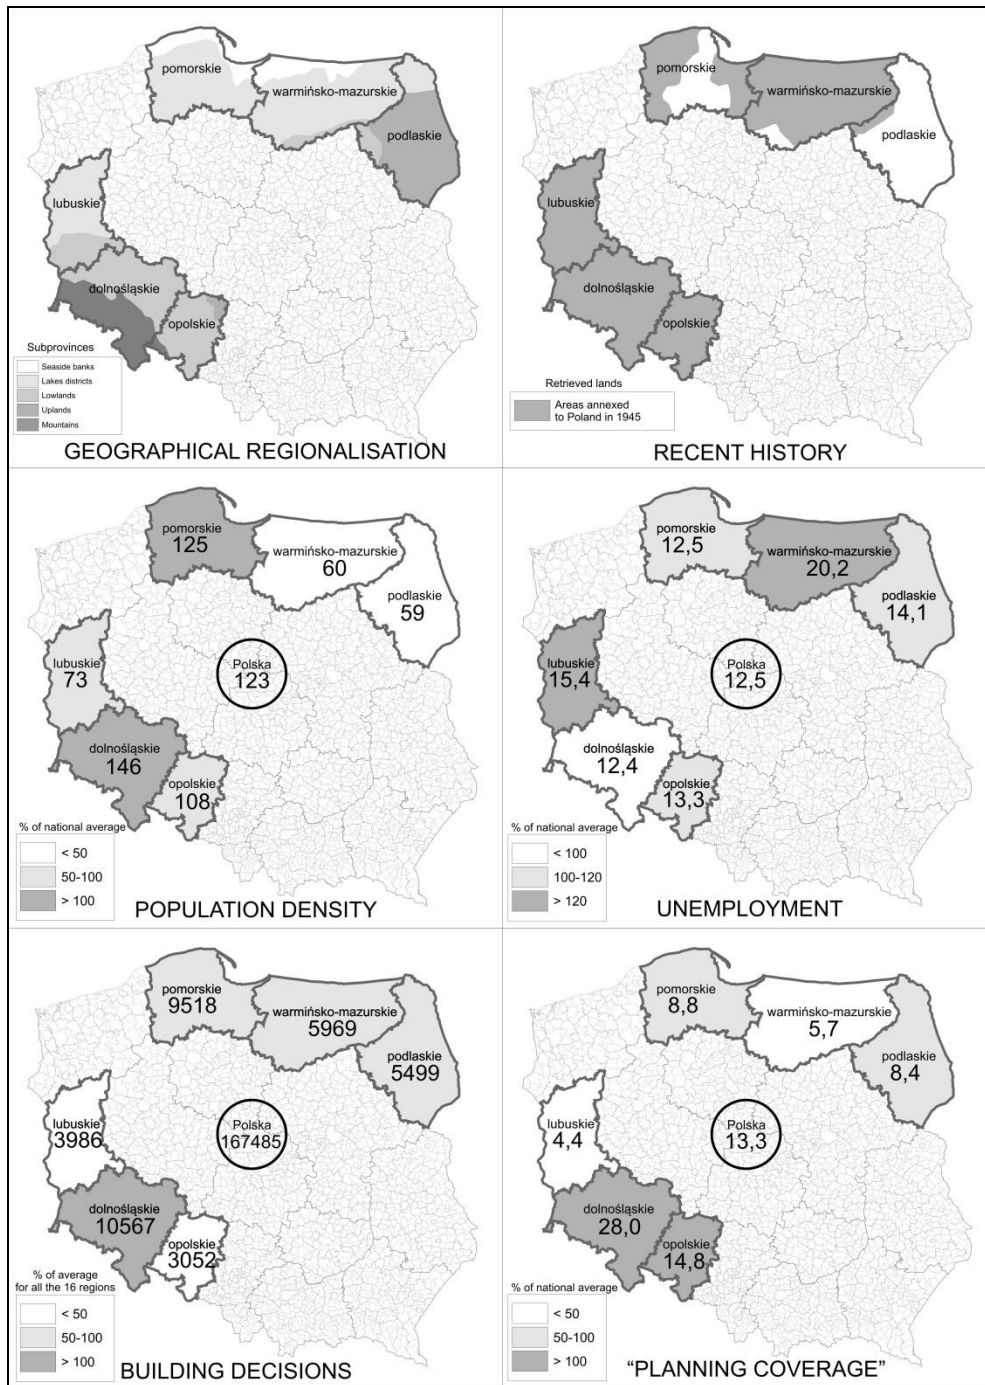 pomorskie
warmińsko-mazurskie
podlaskie
lubuskie
dolnośląskie
opolskie
Subprovinces
Seaside banks
Lakes districts
Lowlands
Uplands
Mountains
GEOGRAPHICAL REGIONALISATION
pomorskie
warmińsko-mazurskie
podlaskie
lubuskie
dolnośląskie
opolskie
Retrieved lands
Areas annexed
to Poland in 1945
RECENT HISTORY
pomorskie
125
warmińsko-mazurskie
60
podlaskie
59
lubuskie
73
Polska
123
dolnośląskie
146
opolskie
108
% of national average
< 50
50-100
> 100
POPULATION DENSITY
pomorskie
12,5
warmińsko-mazurskie
20,2
podlaskie
14,1
lubuskie
15,4
Polska
12,5
dolnośląskie
12,4
opolskie
13,3
% of national average
< 100
100-120
> 120
UNEMPLOYMENT
pomorskie
9518
warmińsko-mazurskie
5969
podlaskie
5499
lubuskie
3986
Polska
167485
dolnośląskie
10567
opolskie
3052
% of average
for all the 16 regions
< 50
50-100
> 100
BUILDING DECISIONS
pomorskie
8,8
warmińsko-mazurskie
5,7
podlaskie
8,4
lubuskie
4,4
Polska
13,3
dolnośląskie
28,0
opolskie
14,8
% of national average
< 50
50-100
> 100
“PLANNING COVERAGE”